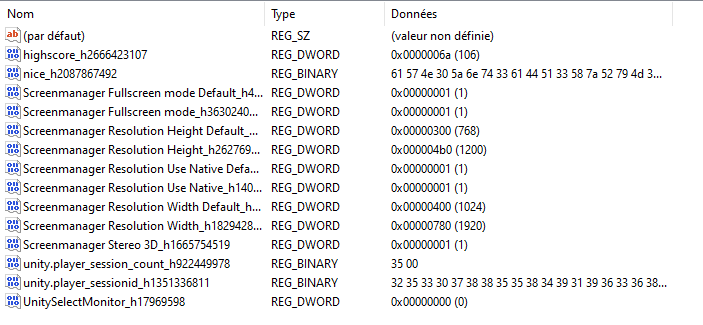 Nom Type Données
(par défaut) REG_SZ (valeur non définie)
highscore_h2666423107 REG_DWORD 0x0000006a (106)
nice_h2087867492 REG_BINARY 61 57 4e 30 5a 6e 74 33 61 44 51 33 58 7a 52 79 4d 3...
Screenmanager Fullscreen mode Default_h4... REG_DWORD 0x00000001 (1)
Screenmanager Fullscreen mode_h3630240... REG_DWORD 0x00000001 (1)
Screenmanager Resolution Height Default_... REG_DWORD 0x00000300 (768)
Screenmanager Resolution Height_h262769... REG_DWORD 0x000004b0 (1200)
Screenmanager Resolution Use Native Defa... REG_DWORD 0x00000001 (1)
Screenmanager Resolution Use Native_h140... REG_DWORD 0x00000001 (1)
Screenmanager Resolution Width Default_h... REG_DWORD 0x00000400 (1024)
Screenmanager Resolution Width_h1829428... REG_DWORD 0x00000780 (1920)
Screenmanager Stereo 3D_h1665754519 REG_DWORD 0x00000001 (1)
unity.player_session_count_h922449978 REG_BINARY 35 00
unity.player_sessionid_h1351336811 REG_BINARY 32 35 33 30 37 38 38 35 35 38 34 39 31 39 36 33 36 38...
UnitySelectMonitor_h17969598 REG_DWORD 0x00000000 (0)